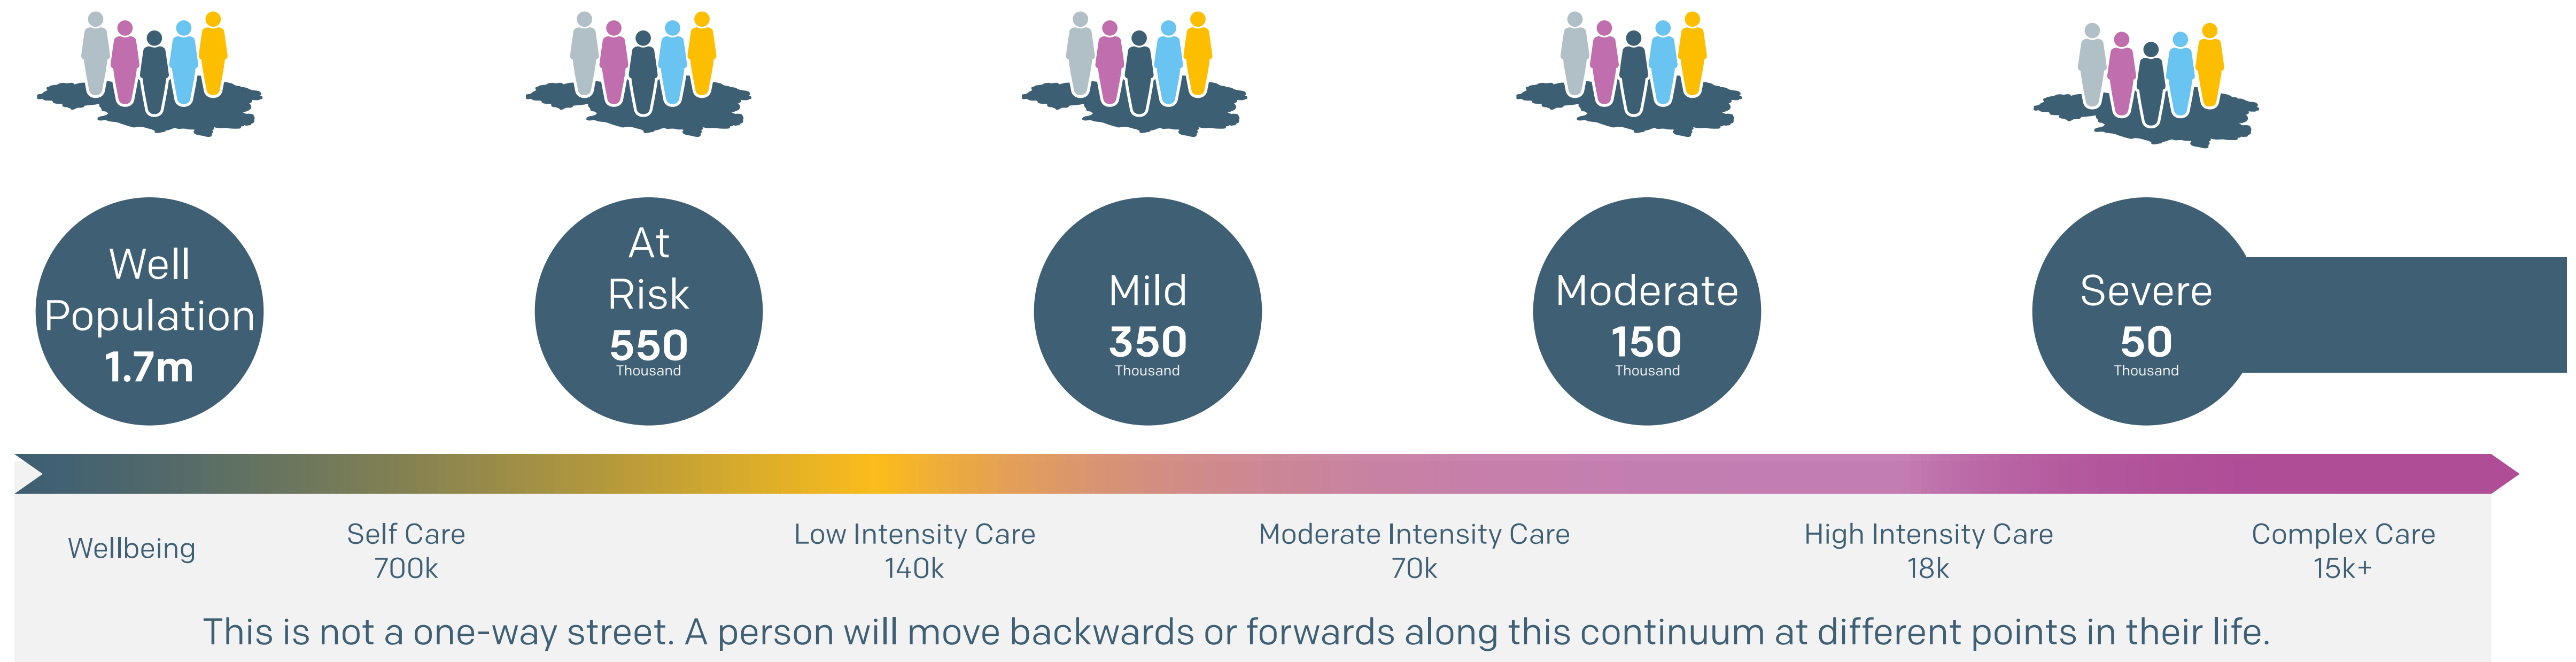 Well
Population
1.7m
At
Risk
550
Thousand
Mild
350
Thousand
Moderate
150
Thousand
Severe
50
Thousand
Wellbeing
Self Care
700k
Low Intensity Care
140k
Moderate Intensity Care
70k
High Intensity Care
18k
Complex Care
15k+
This is not a one-way street. A person will move backwards or forwards along this continuum at different points in their life.